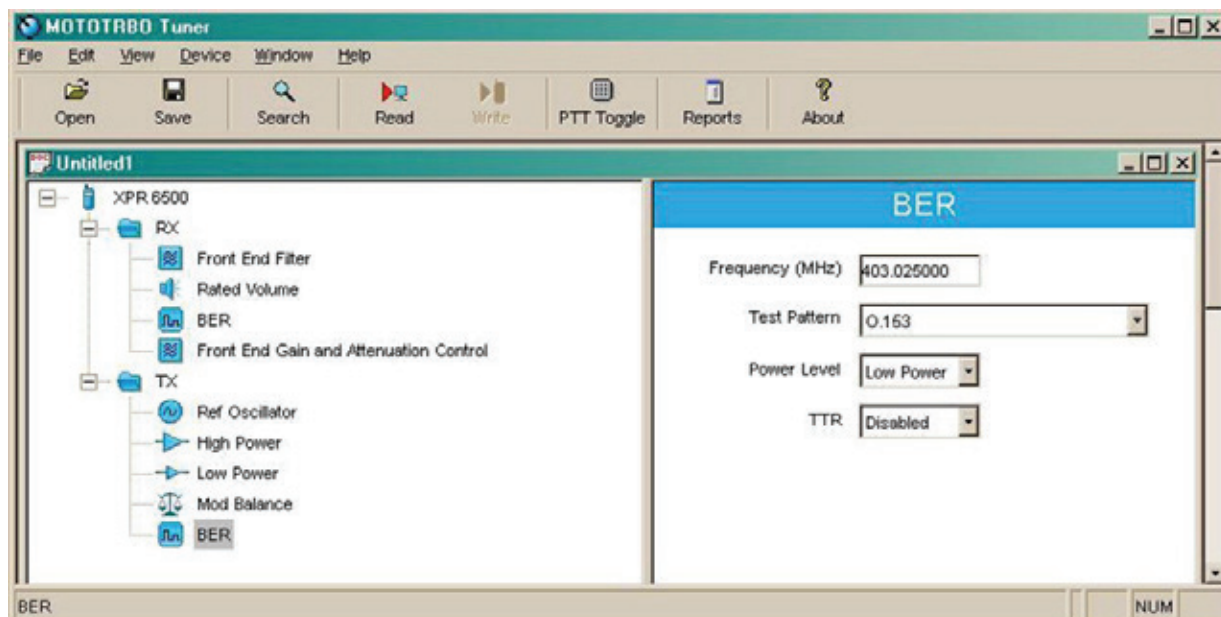 MOTOTRBO Tuner
File Edit View Device Window Help
Open Save Search Read Write PTT Toggle Reports About
Untitled1
XPR 6500
RX
Front End Filter
Rated Volume
BER
Front End Gain and Attenuation Control
TX
Ref Oscillator
High Power
Low Power
Mod Balance
BER
BER
Frequency (MHz) 403.025000
Test Pattern O.153
Power Level Low Power
TTR Disabled
BER NUM